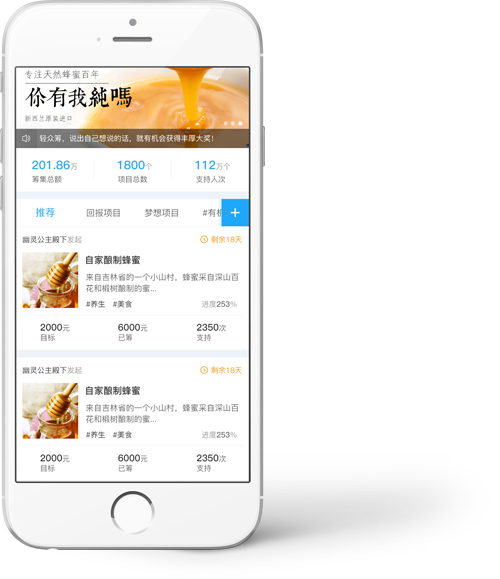 专注天然蜂蜜百年
你有我純嗎
新西兰原装进口
轻众筹，说出自己想说的话，就有机会获得丰厚大奖！
201.86万 1800个 112万个
筹集总额 项目总数 支持人次
推荐 回报项目 梦想项目 #有机 +
幽灵公主殿下发起 剩余18天
自家酿制蜂蜜
来自吉林省的一个小山村，蜂蜜采自深山百
花和椴树酿制的蜜...
#养生 #美食 进度253%
2000元 6000元 2350次
目标 已筹 支持
幽灵公主殿下发起 剩余18天
自家酿制蜂蜜
来自吉林省的一个小山村，蜂蜜采自深山百
花和椴树酿制的蜜...
#养生 #美食 进度253%
2000元 6000元 2350次
目标 已筹 支持